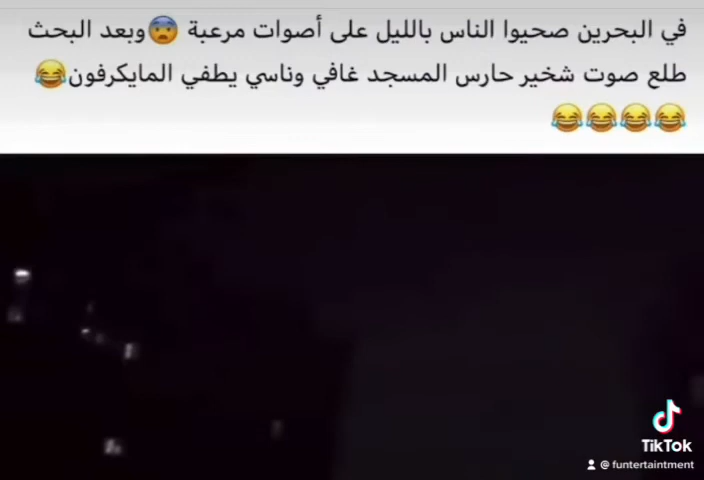 في البحرين صحيوا الناس بالليل على أصوات مرعبة 😨وبعد البحث
طلع صوت شخير حارس المسجد غافي وناسي يطفي المايكرفون😂
😂😂😂😂
TikTok
@ funtertaintment